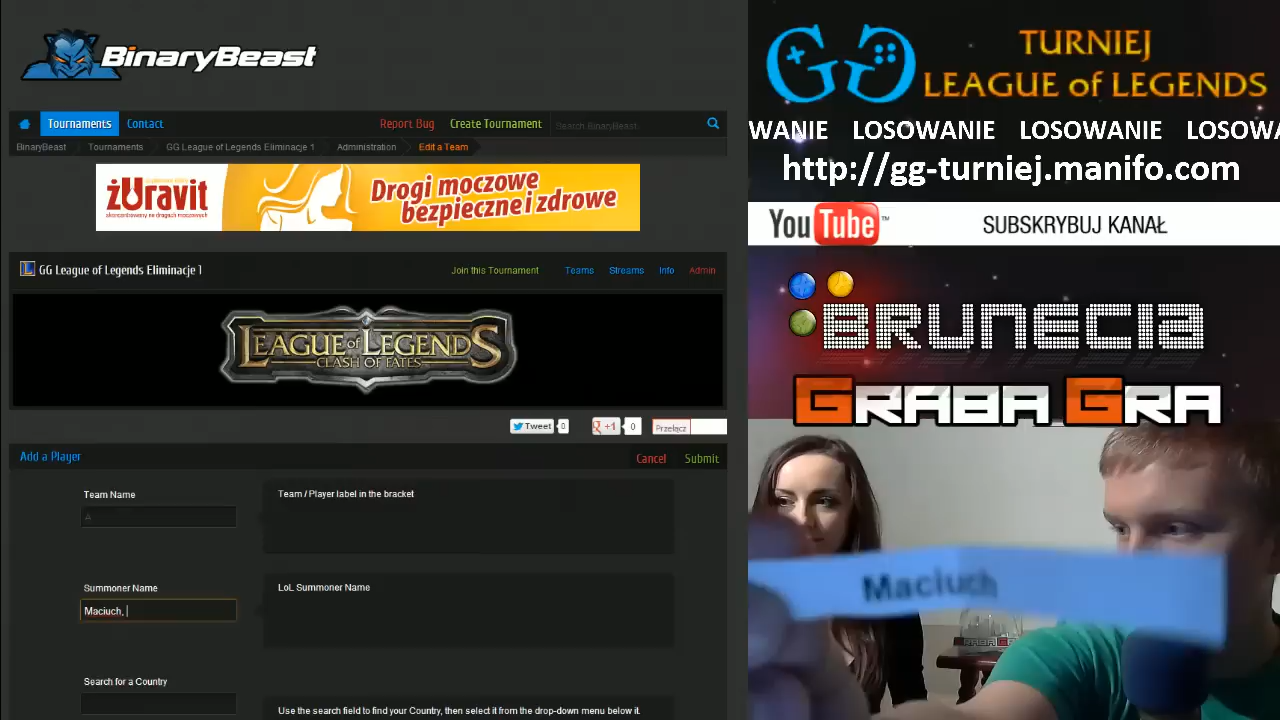 BinaryBeast
Tournaments
Contact
Report Bug
Create Tournament
Search BinaryBeast
BinaryBeast
Tournaments
GG League of Legends Eliminacje 1
Administration
Edit a Team
żUravit
Drogi moczowe
bezpieczne i zdrowe
GG League of Legends Eliminacje 1
Join this Tournament
Teams
Streams
Info
Admin
LEAGUE of LEGENDS
CLASH OF FATES
Tweet
0
+1
0
Przełącz
Add a Player
Cancel
Submit
Team Name
A
Team / Player label in the bracket
Summoner Name
Maciuch,
LoL Summoner Name
Search for a Country
Use the search field to find your Country, then select it from the drop-down menu below it.
GG
TURNIEJ
LEAGUE of LEGENDS
WANIE LOSOWANIE LOSOWANIE LOSOWA
http://gg-turniej.manifo.com
YouTube™
SUBSKRYBUJ KANAŁ
BRUNECIA
GRABA GRA
Maciuch